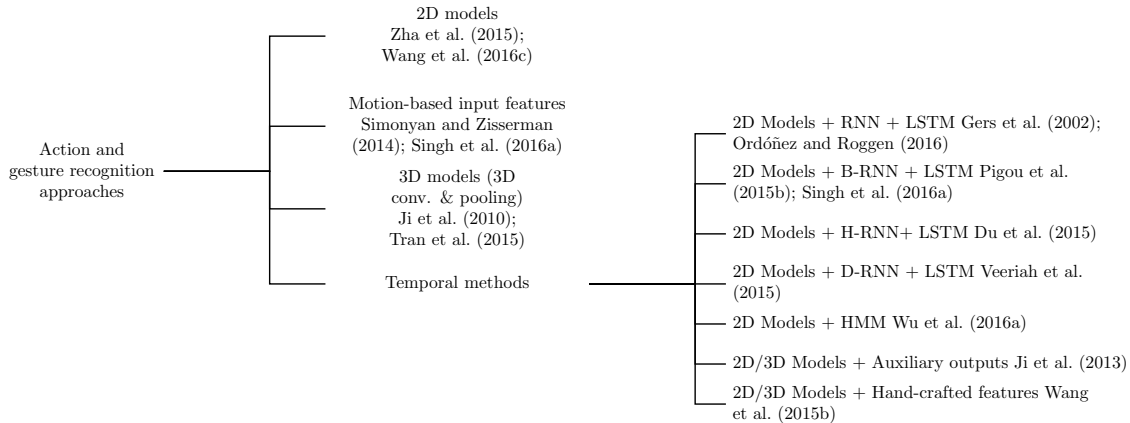 Action and
gesture recognition
approaches
2D models
Zha et al. (2015);
Wang et al. (2016c)
Motion-based input features
Simonyan and Zisserman
(2014); Singh et al. (2016a)
3D models (3D
conv. & pooling)
Ji et al. (2010);
Tran et al. (2015)
Temporal methods
2D Models + RNN + LSTM Gers et al. (2002);
Ordóñez and Roggen (2016)
2D Models + B-RNN + LSTM Pigou et al.
(2015b); Singh et al. (2016a)
2D Models + H-RNN+ LSTM Du et al. (2015)
2D Models + D-RNN + LSTM Veeriah et al.
(2015)
2D Models + HMM Wu et al. (2016a)
2D/3D Models + Auxiliary outputs Ji et al. (2013)
2D/3D Models + Hand-crafted features Wang
et al. (2015b)